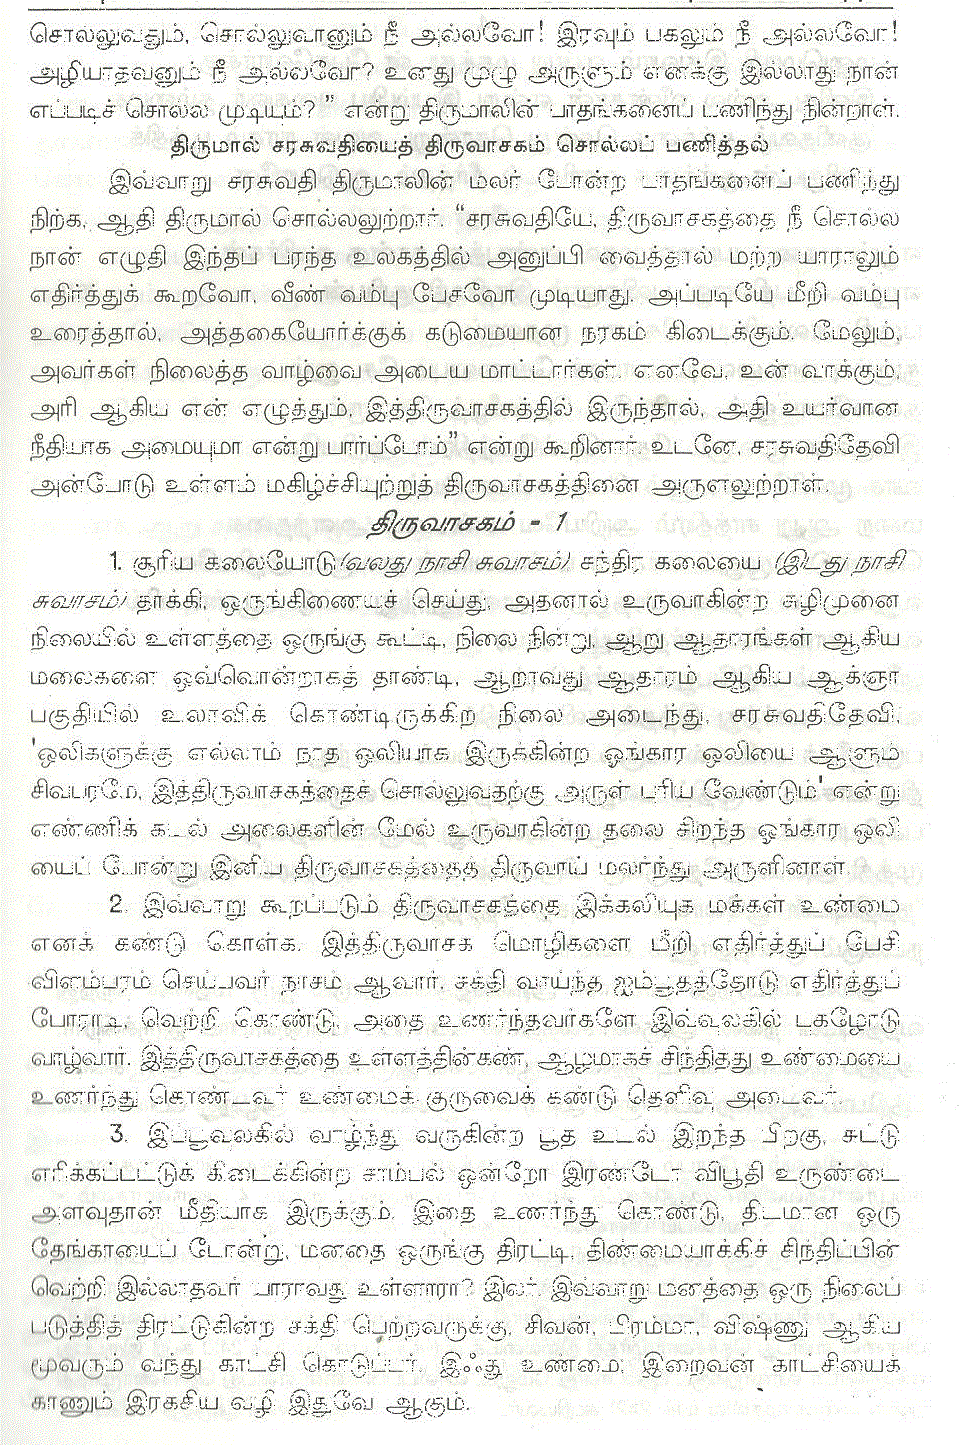 சொல்லுவதும், சொல்லுவானும் நீ அல்லவோ! இரவும் பகலும் நீ அல்லவோ!
அழியாதவனும் நீ அல்லவோ? உனது முழு அருளும் எனக்கு இல்லாது நான்
எப்படிச் சொல்ல முடியும்? ” என்று திருமாலின் பாதங்களைப் பணிந்து நின்றாள்.
திருமால் சரசுவதியைத் திருவாசகம் சொல்லப் பணித்தல்
இவ்வாறு சரசுவதி திருமாலின் மலர் போன்ற பாதங்களைப் பணிந்து
நிற்க, ஆதி திருமால் சொல்லலுற்றார். “சரசுவதியே, திருவாசகத்தை நீ சொல்ல
நான் எழுதி இந்தப் பரந்த உலகத்தில் அனுப்பி வைத்தால் மற்ற யாராலும்
எதிர்த்துக் கூறவோ, வீண் வம்பு பேசவோ முடியாது. அப்படியே மீறி வம்பு
உரைத்தால், அத்தகையோர்க்குக் கடுமையான நரகம் கிடைக்கும். மேலும்,
அவர்கள் நிலைத்த வாழ்வை அடைய மாட்டார்கள். எனவே, உன் வாக்கும்,
அரி ஆகிய என் எழுத்தும், இத்திருவாசகத்தில் இருந்தால், அதி உயர்வான
நீதியாக அமையுமா என்று பார்ப்போம்” என்று கூறினார். உடனே, சரசுவதிதேவி
அன்போடு உள்ளம் மகிழ்ச்சியுற்றுத் திருவாசகத்தினை அருளலுற்றாள்.
திருவாசகம் - 1
1. சூரிய கலையோடு(வலது நாசி சுவாசம்) சந்திர கலையை (இடது நாசி
சுவாசம்) தாக்கி, ஒருங்கிணையச் செய்து; அதனால் உருவாகின்ற சுழிமுனை
நிலையில் உள்ளத்தை ஒருங்கு கூட்டி, நிலை நின்று, ஆறு ஆதாரங்கள் ஆகிய
மலைகளை ஒவ்வொன்றாகத் தாண்டி, ஆறாவது ஆதாரம் ஆகிய ஆக்ஞா
பகுதியில் உலாவிக் கொண்டிருக்கிற நிலை அடைந்து, சரசுவதிதேவி,
'ஒலிகளுக்கு எல்லாம் நாத ஒலியாக இருக்கின்ற ஓங்கார ஒலியை ஆளும்
சிவபரமே, இத்திருவாசகத்தைச் சொல்லுவதற்கு அருள் புரிய வேண்டும்' என்று
எண்ணிக் கடல் அலைகளின் மேல் உருவாகின்ற தலை சிறந்த ஓங்கார ஒலி
யைப் போன்று இனிய திருவாசகத்தைத் திருவாய் மலர்ந்து அருளினாள்.
2. இவ்வாறு கூறப்படும் திருவாசகத்தை இக்கலியுக மக்கள் உண்மை
எனக் கண்டு கொள்க. இத்திருவாசக மொழிகளை மீறி எதிர்த்துப் பேசி
விளம்பரம் செய்பவர் நாசம் ஆவார். சக்தி வாய்ந்த ஐம்பூதத்தோடு எதிர்த்துப்
போராடி, வெற்றி கொண்டு, அதை உணர்ந்தவர்களே இவ்வுலகில் புகழோடு
வாழ்வார். இத்திருவாசகத்தை உள்ளத்தின்கண், ஆழமாகச் சிந்தித்து உண்மையை
உணர்ந்து கொண்டவர் உண்மைக் குருவைக் கண்டு தெளிவு அடைவர்.
3. இப்பூவுலகில் வாழ்ந்து வருகின்ற பூத உடல் இறந்த பிறகு, சுட்டு
எரிக்கப்பட்டுக் கிடைக்கின்ற சாம்பல் ஒன்றோ இரண்டோ விபூதி உருண்டை
அளவுதான் மீதியாக இருக்கும். இதை உணர்ந்து கொண்டு, திடமான ஒரு
தேங்காயைப் போன்று, மனதை ஒருங்கு திரட்டி, திண்மையாக்கிச் சிந்திப்பின்
வெற்றி இல்லாதவர் யாராவது உள்ளாரா? இலர். இவ்வாறு மனத்தை ஒரு நிலைப்
படுத்தித் திரட்டுகின்ற சக்தி பெற்றவருக்கு, சிவன், பிரம்மா, விஷ்ணு ஆகிய
மூவரும் வந்து காட்சி கொடுப்பர். இஃது உண்மை; இறைவன் காட்சியைக்
காணும் இரகசிய வழி இதுவே ஆகும்.